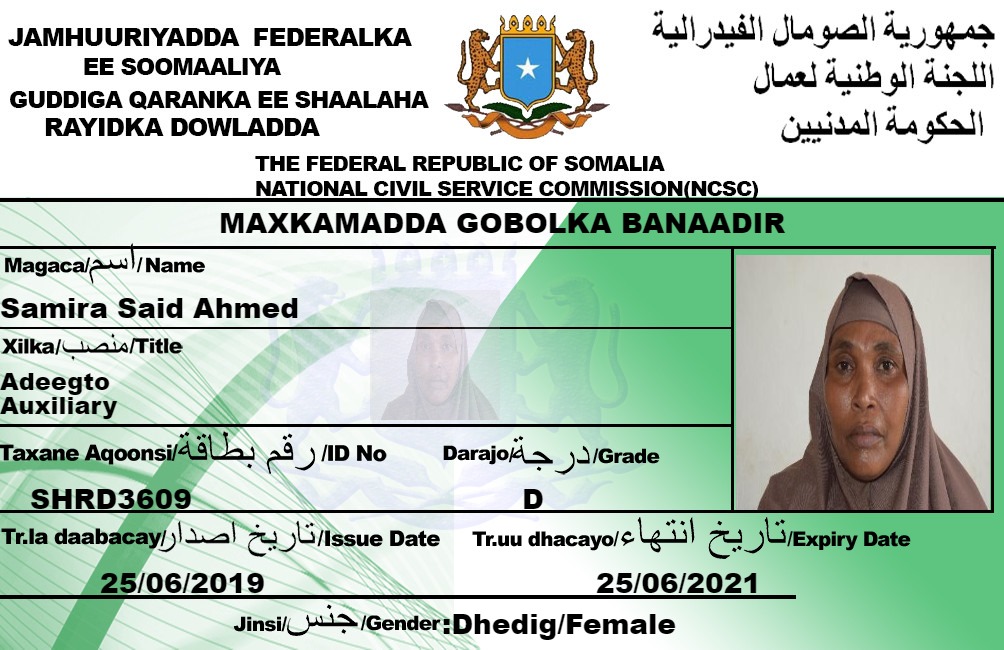 JAMHUURIYADDA FEDERALKA
EE SOOMAALIYA
GUDDIGA QARANKA EE SHAALAHA
RAYIDKA DOWLADDA
جمهورية الصومال الفيدرالية
اللجنة الوطنية لعمال
الحكومة المدنيين
THE FEDERAL REPUBLIC OF SOMALIA
NATIONAL CIVIL SERVICE COMMISSION(NCSC)
MAXKAMADDA GOBOLKA BANAADIR
Magaca/اسم/Name
Samira Said Ahmed
Xilka/منصب/Title
Adeegto
Auxiliary
Taxane Aqoonsi/رقم بطاقة/ID No
Darajo/درجة/Grade
SHRD3609
D
Tr.la daabacay/تاريخ اصدار/Issue Date
Tr.uu dhacayo/تاريخ انتهاء/Expiry Date
25/06/2019
25/06/2021
Jinsi/جنس/Gender:Dhedig/Female